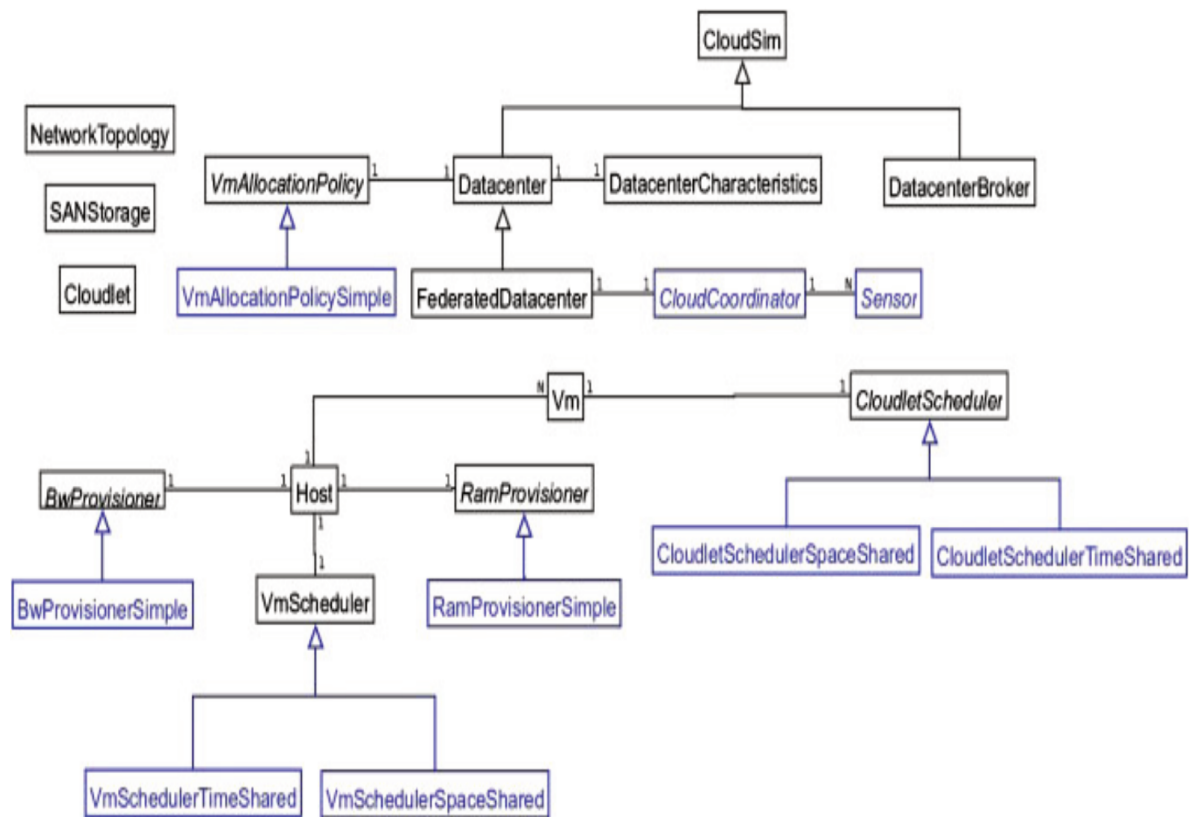 CloudSim
NetworkTopology
VmAllocationPolicy
1
1
Datacenter
1
1
DatacenterCharacteristics
DatacenterBroker
SANStorage
Cloudlet
VmAllocationPolicySimple
FederatedDatacenter
1
1
CloudCoordinator
1
N
Sensor
N
Vm
1
1
CloudletScheduler
1
BwProvisioner
1
1
Host
1
1
RamProvisioner
1
CloudletSchedulerSpaceShared
CloudletSchedulerTimeShared
1
BwProvisionerSimple
VmScheduler
RamProvisionerSimple
VmSchedulerTimeShared
VmSchedulerSpaceShared